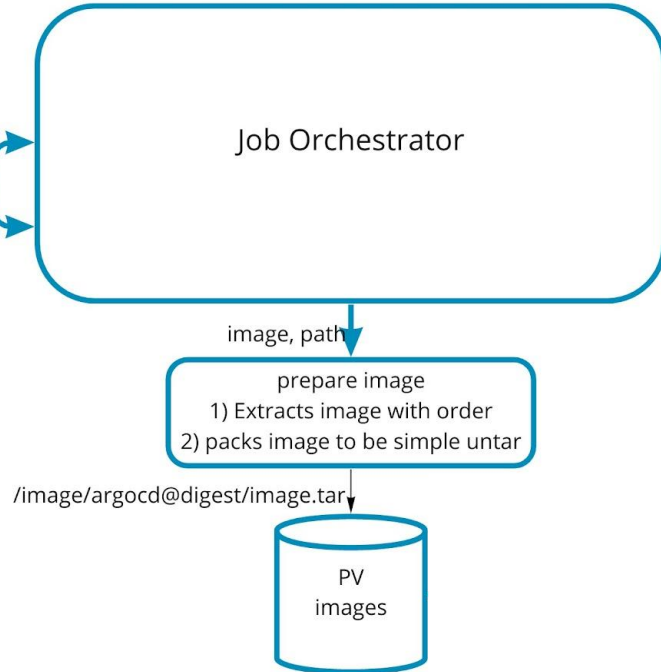 Job Orchestrator
image, path
prepare image
1) Extracts image with order
2) packs image to be simple untar
/image/argocd@digest/image.tar
PV
images